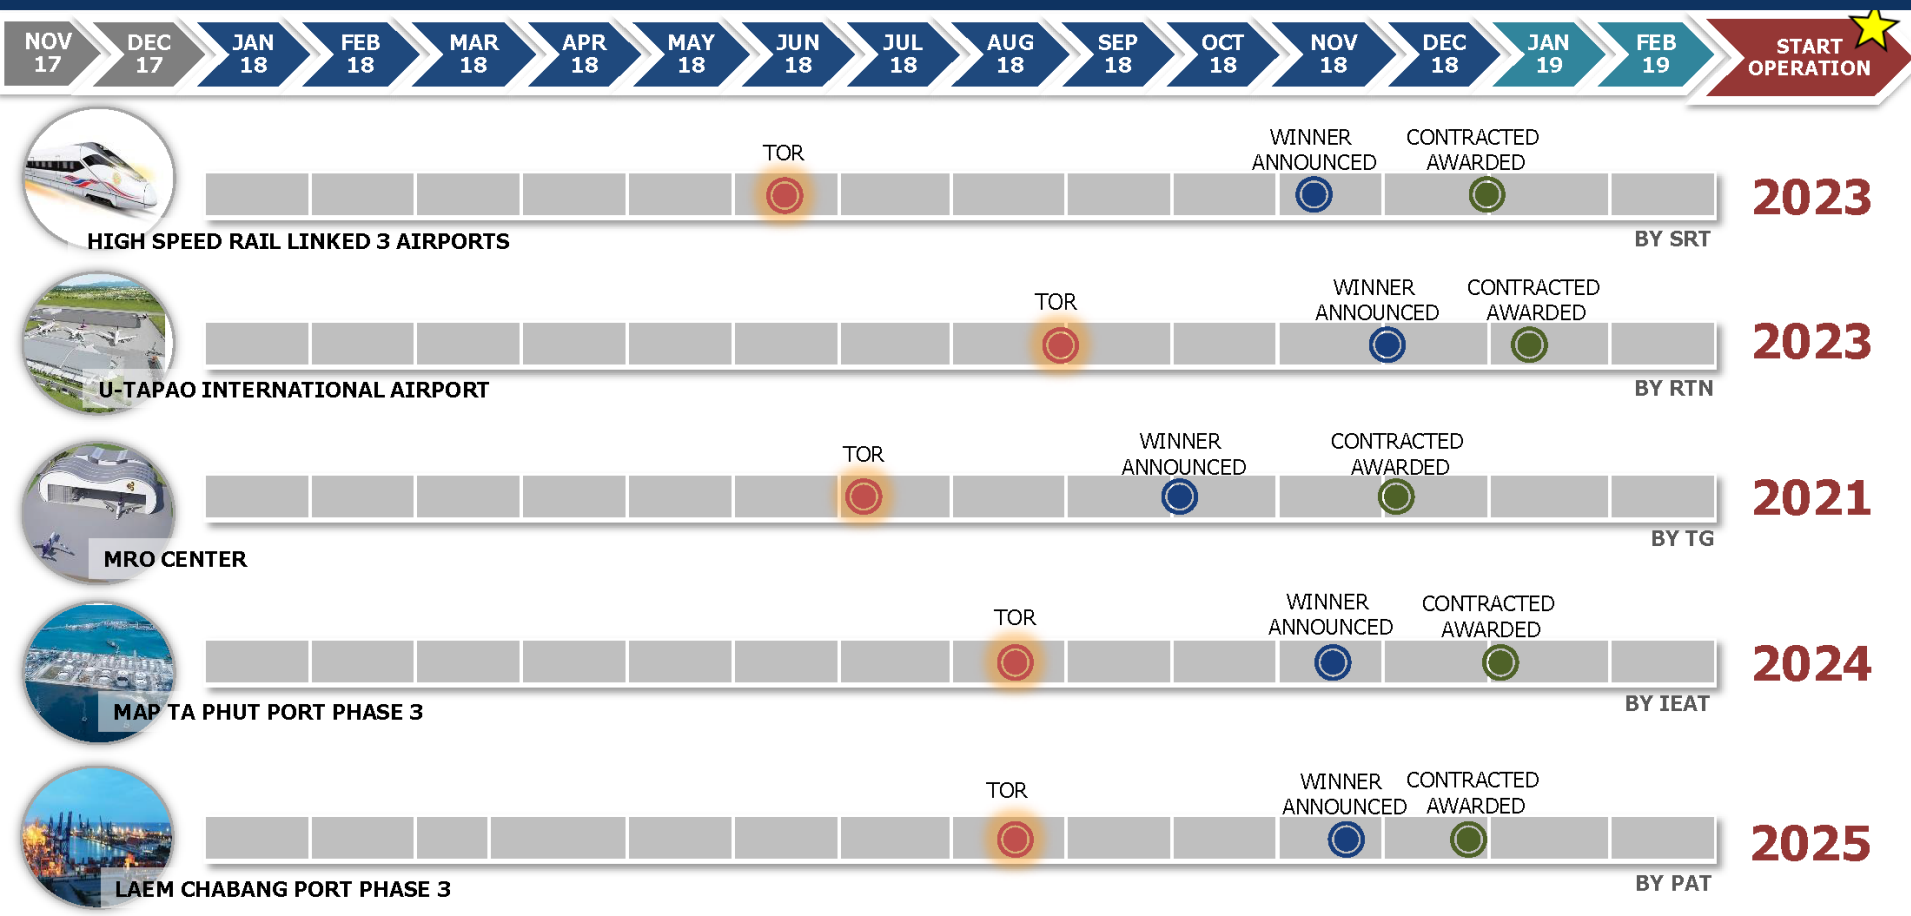 NOV
17
DEC
17
JAN
18
FEB
18
MAR
18
APR
18
MAY
18
JUN
18
JUL
18
AUG
18
SEP
18
OCT
18
NOV
18
DEC
18
JAN
19
FEB
19
START
OPERATION
TOR
WINNER
ANNOUNCED
CONTRACTED
AWARDED
2023
HIGH SPEED RAIL LINKED 3 AIRPORTS
BY SRT
TOR
WINNER
ANNOUNCED
CONTRACTED
AWARDED
2023
U-TAPAO INTERNATIONAL AIRPORT
BY RTN
TOR
WINNER
ANNOUNCED
CONTRACTED
AWARDED
2021
BY TG
MRO CENTER
TOR
WINNER
ANNOUNCED
CONTRACTED
AWARDED
2024
BY IEAT
MAP TA PHUT PORT PHASE 3
TOR
WINNER
ANNOUNCED
CONTRACTED
AWARDED
2025
BY PAT
LAEM CHABANG PORT PHASE 3